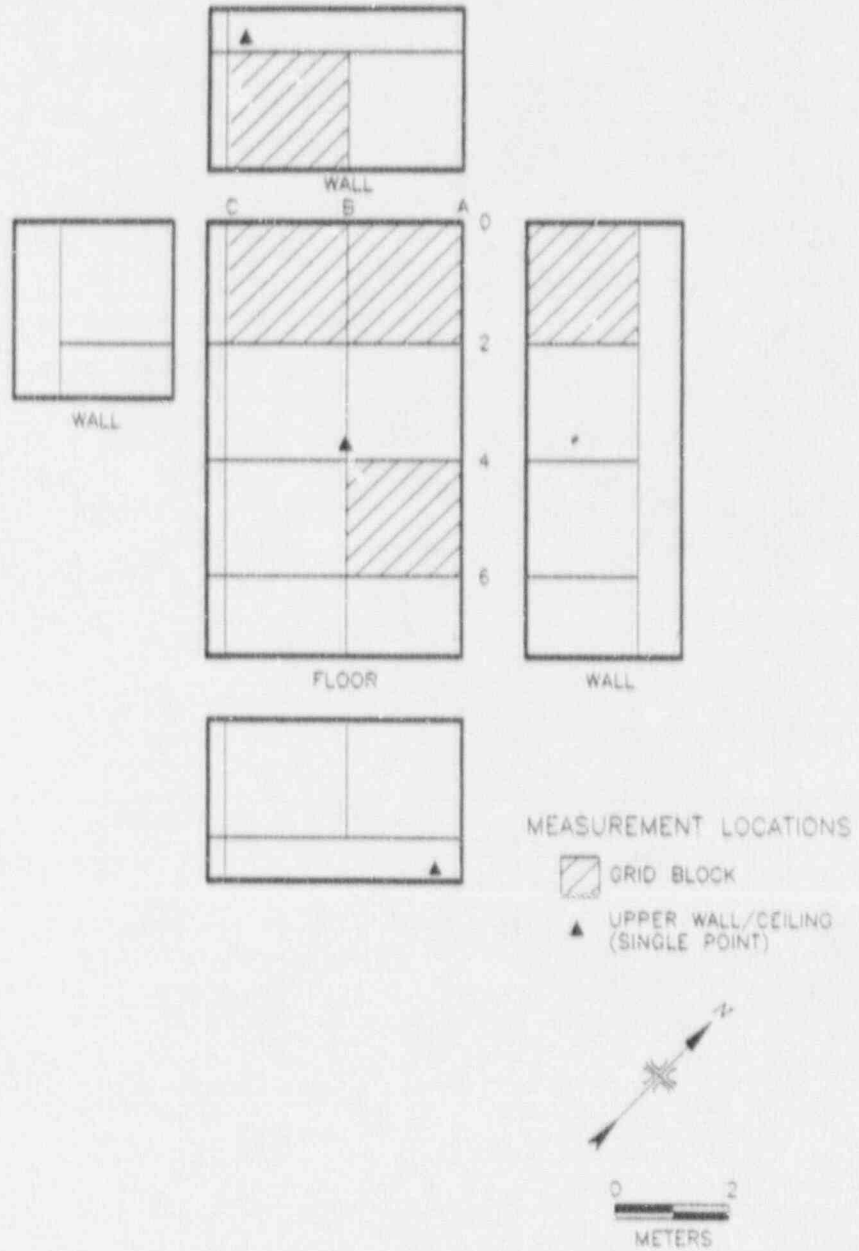 WALL
C B A
0
2
4
6
WALL
FLOOR
WALL
MEASUREMENT LOCATIONS
GRID BLOCK
UPPER WALL/CEILING
(SINGLE POINT)
N
0 2
METERS